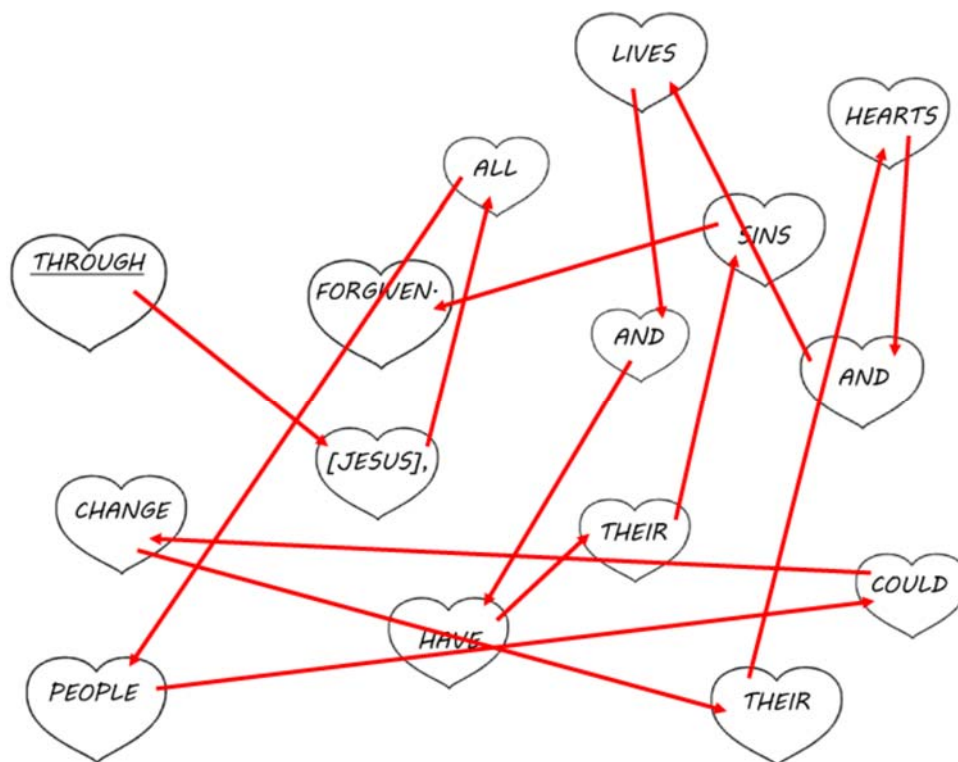 THROUGH
[JESUS],
ALL
PEOPLE
COULD
CHANGE
THEIR
HEARTS
AND
LIVES
AND
HAVE
THEIR
SINS
FORGIVEN.